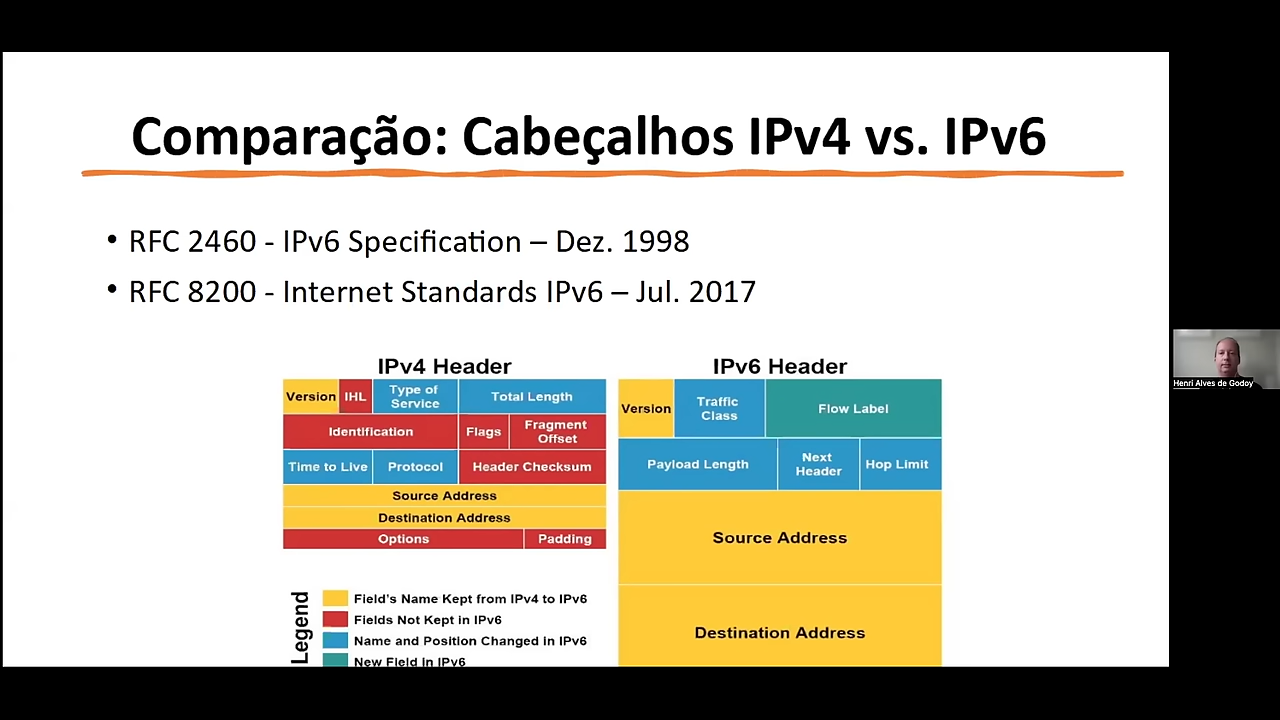 Comparação: Cabeçalhos IPv4 vs. IPv6
• RFC 2460 - IPv6 Specification – Dez. 1998
• RFC 8200 - Internet Standards IPv6 – Jul. 2017
IPv4 Header
Version IHL Type of Service Total Length
Identification Flags Fragment Offset
Time to Live Protocol Header Checksum
Source Address
Destination Address
Options Padding
Legend
Field's Name Kept from IPv4 to IPv6
Fields Not Kept in IPv6
Name and Position Changed in IPv6
New Field in IPv6
IPv6 Header
Version Traffic Class Flow Label
Payload Length Next Header Hop Limit
Source Address
Destination Address
Henri Alves de Godoy